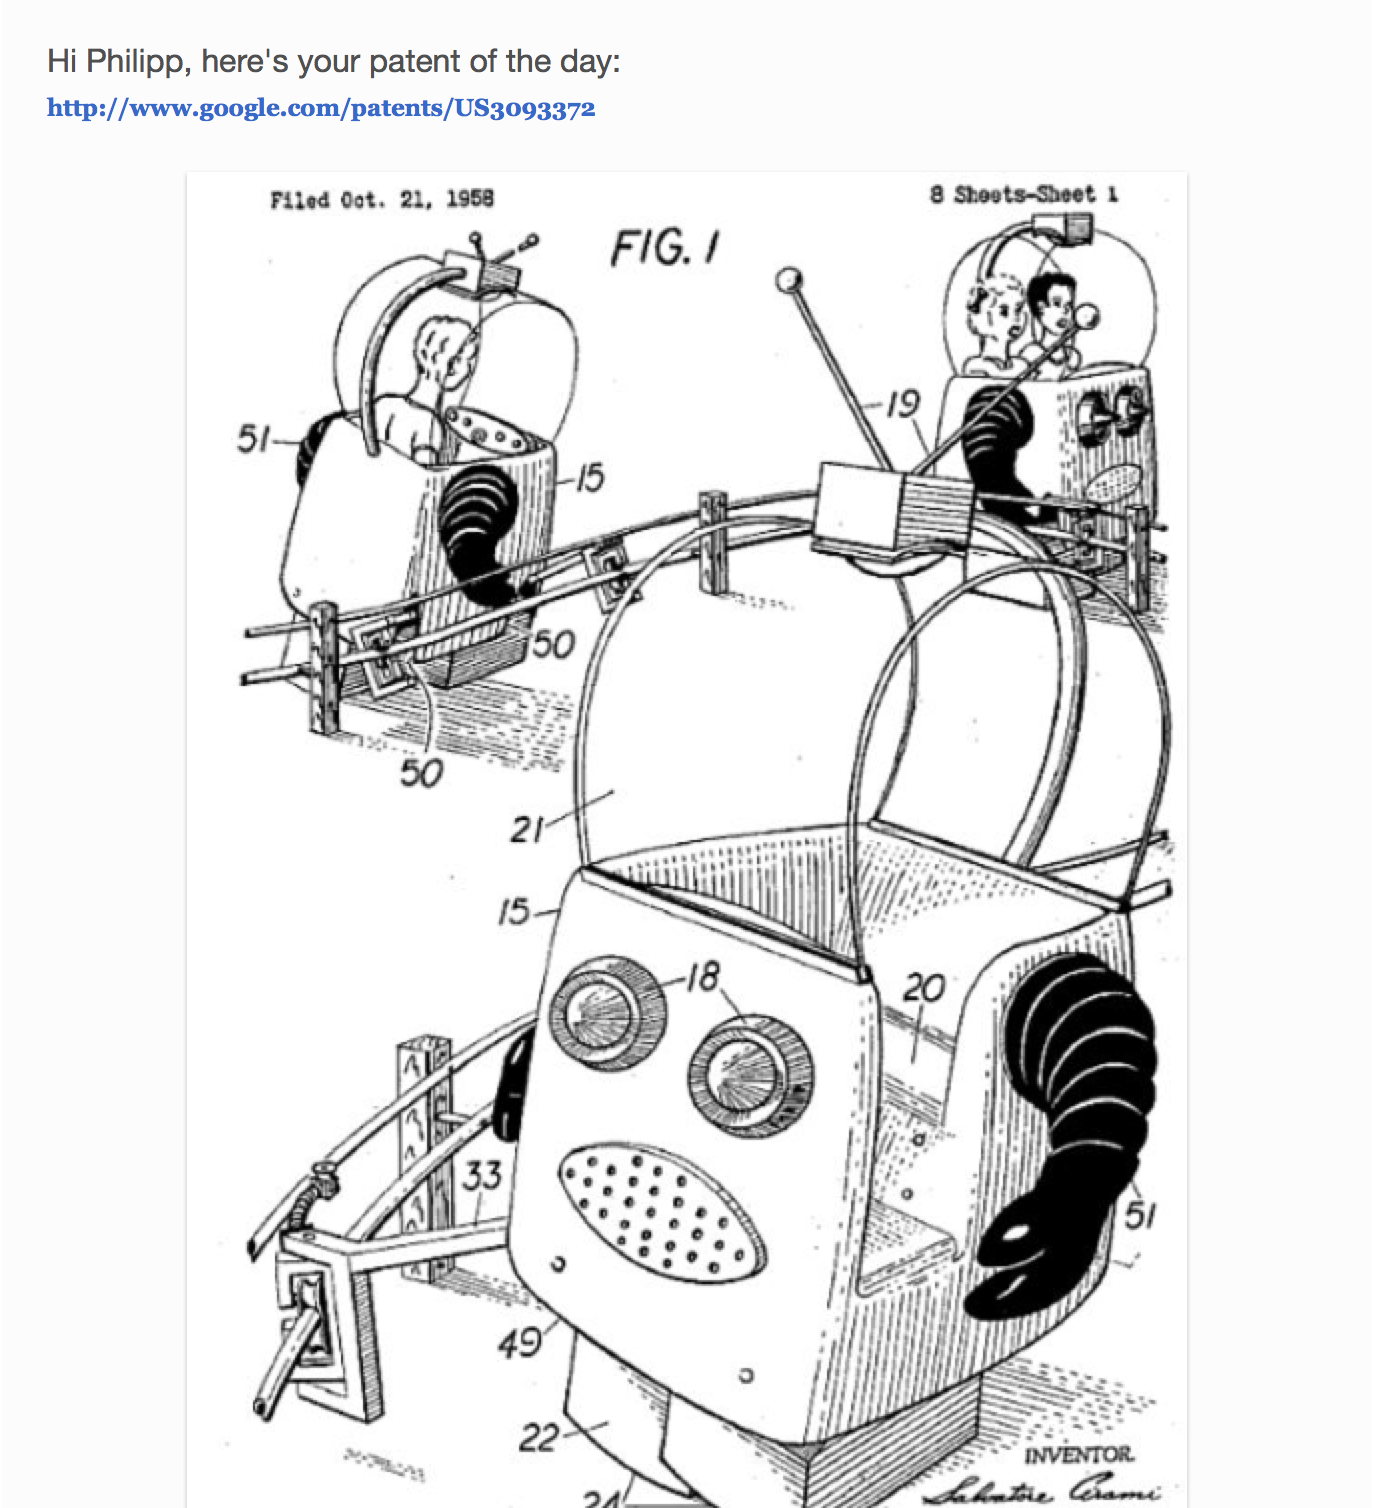 Hi Philipp, here's your patent of the day:
http://www.google.com/patents/US3093372
Filed Oct. 21, 1958
8 Sheets-Sheet 1
FIG. 1
19
51
15
50
50
21
15
18
20
33
51
49
22
24
INVENTOR
Salvatore Cerami